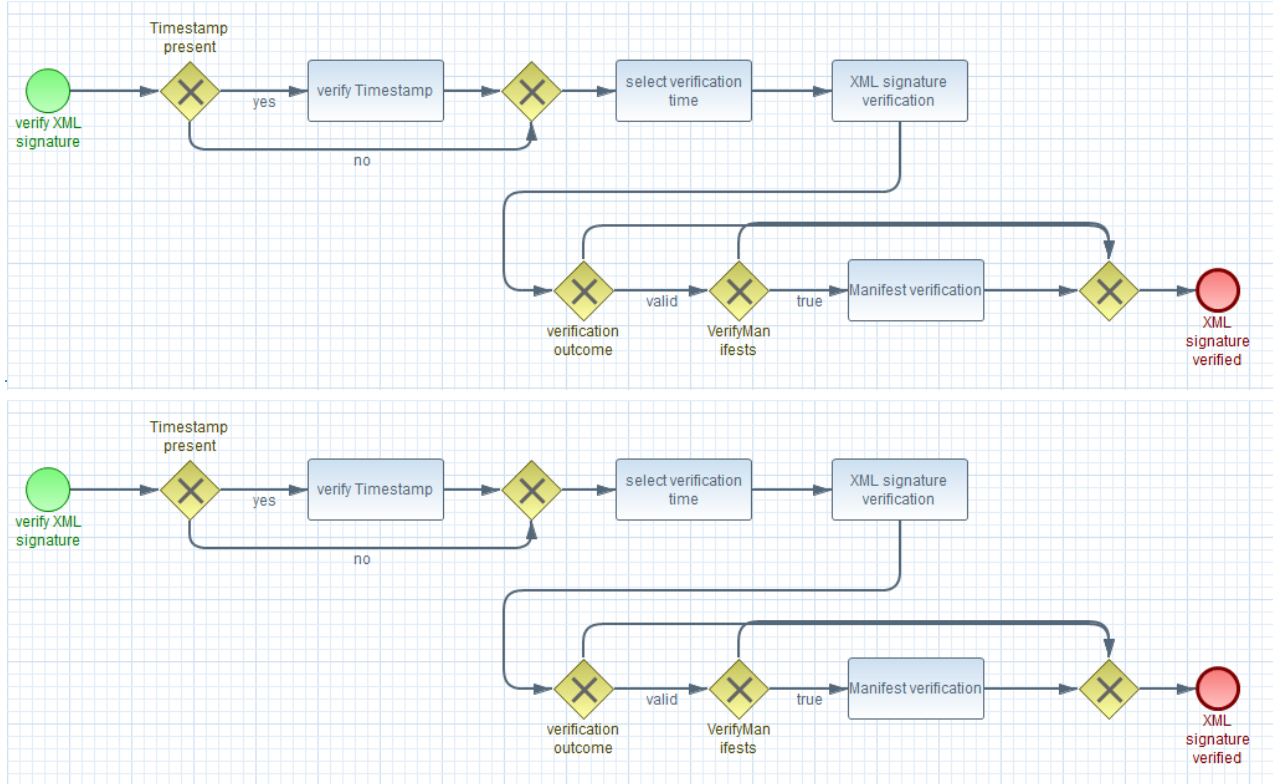 Timestamp
present
verify XML
signature
yes
verify Timestamp
no
select verification
time
XML signature
verification
verification
outcome
valid
VerifyMan
ifests
true
Manifest verification
XML
signature
verified
Timestamp
present
verify XML
signature
yes
verify Timestamp
no
select verification
time
XML signature
verification
verification
outcome
valid
VerifyMan
ifests
true
Manifest verification
XML
signature
verified